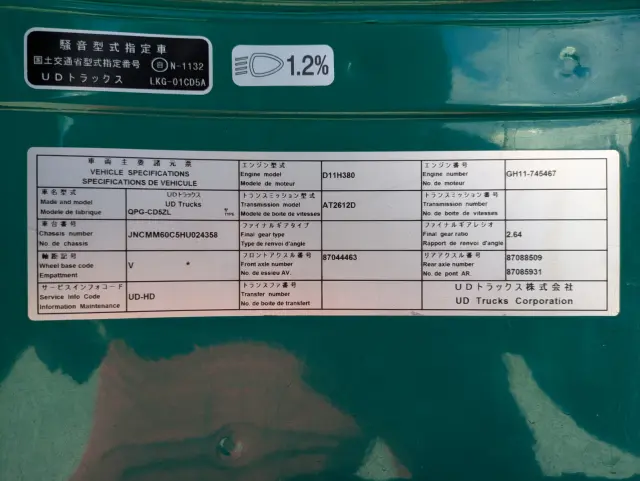 騒音型式指定車
国土交通省型式指定番号 自 N-1132
UDトラックス LKG-01CD5A
1.2%
車両主要諸元表
VEHICLE SPECIFICATIONS
SPECIFICATIONS DE VEHICULE
エンジン型式
Engine model
Modele de moteur
D11H380
エンジン番号
Engine number
No. de moteur
GH11-745467
車名型式
Made and model
Modele de fabrique
UDトラックス
UD Trucks
QPG-CD5ZL
トランスミッション型式
Transmission model
Modele de boite de vitesses
AT2612D
トランスミッション番号
Transmission number
No. de boite de vitesses
車台番号
Chassis number
No. de chassis
JNCMM60C5HU024358
ファイナルギアタイプ
Final gear type
Type de renvoi d'angle
ファイナルギアレシオ
Final gear ratio
Rapport de renvoi d'angle
2.64
軸距記号
Wheel base code
Empattment
V *
フロントアクスル番号
Front axle number
No. de essieu AV.
87044463
リヤアクスル番号
Rear axle number
No. de pont AR.
87088509
87085931
サービスインフォコード
Service Info Code
Information Maintenance
UD-HD
トランスファ番号
Transfer number
No. de boite de transfert
UDトラックス株式会社
UD Trucks Corporation